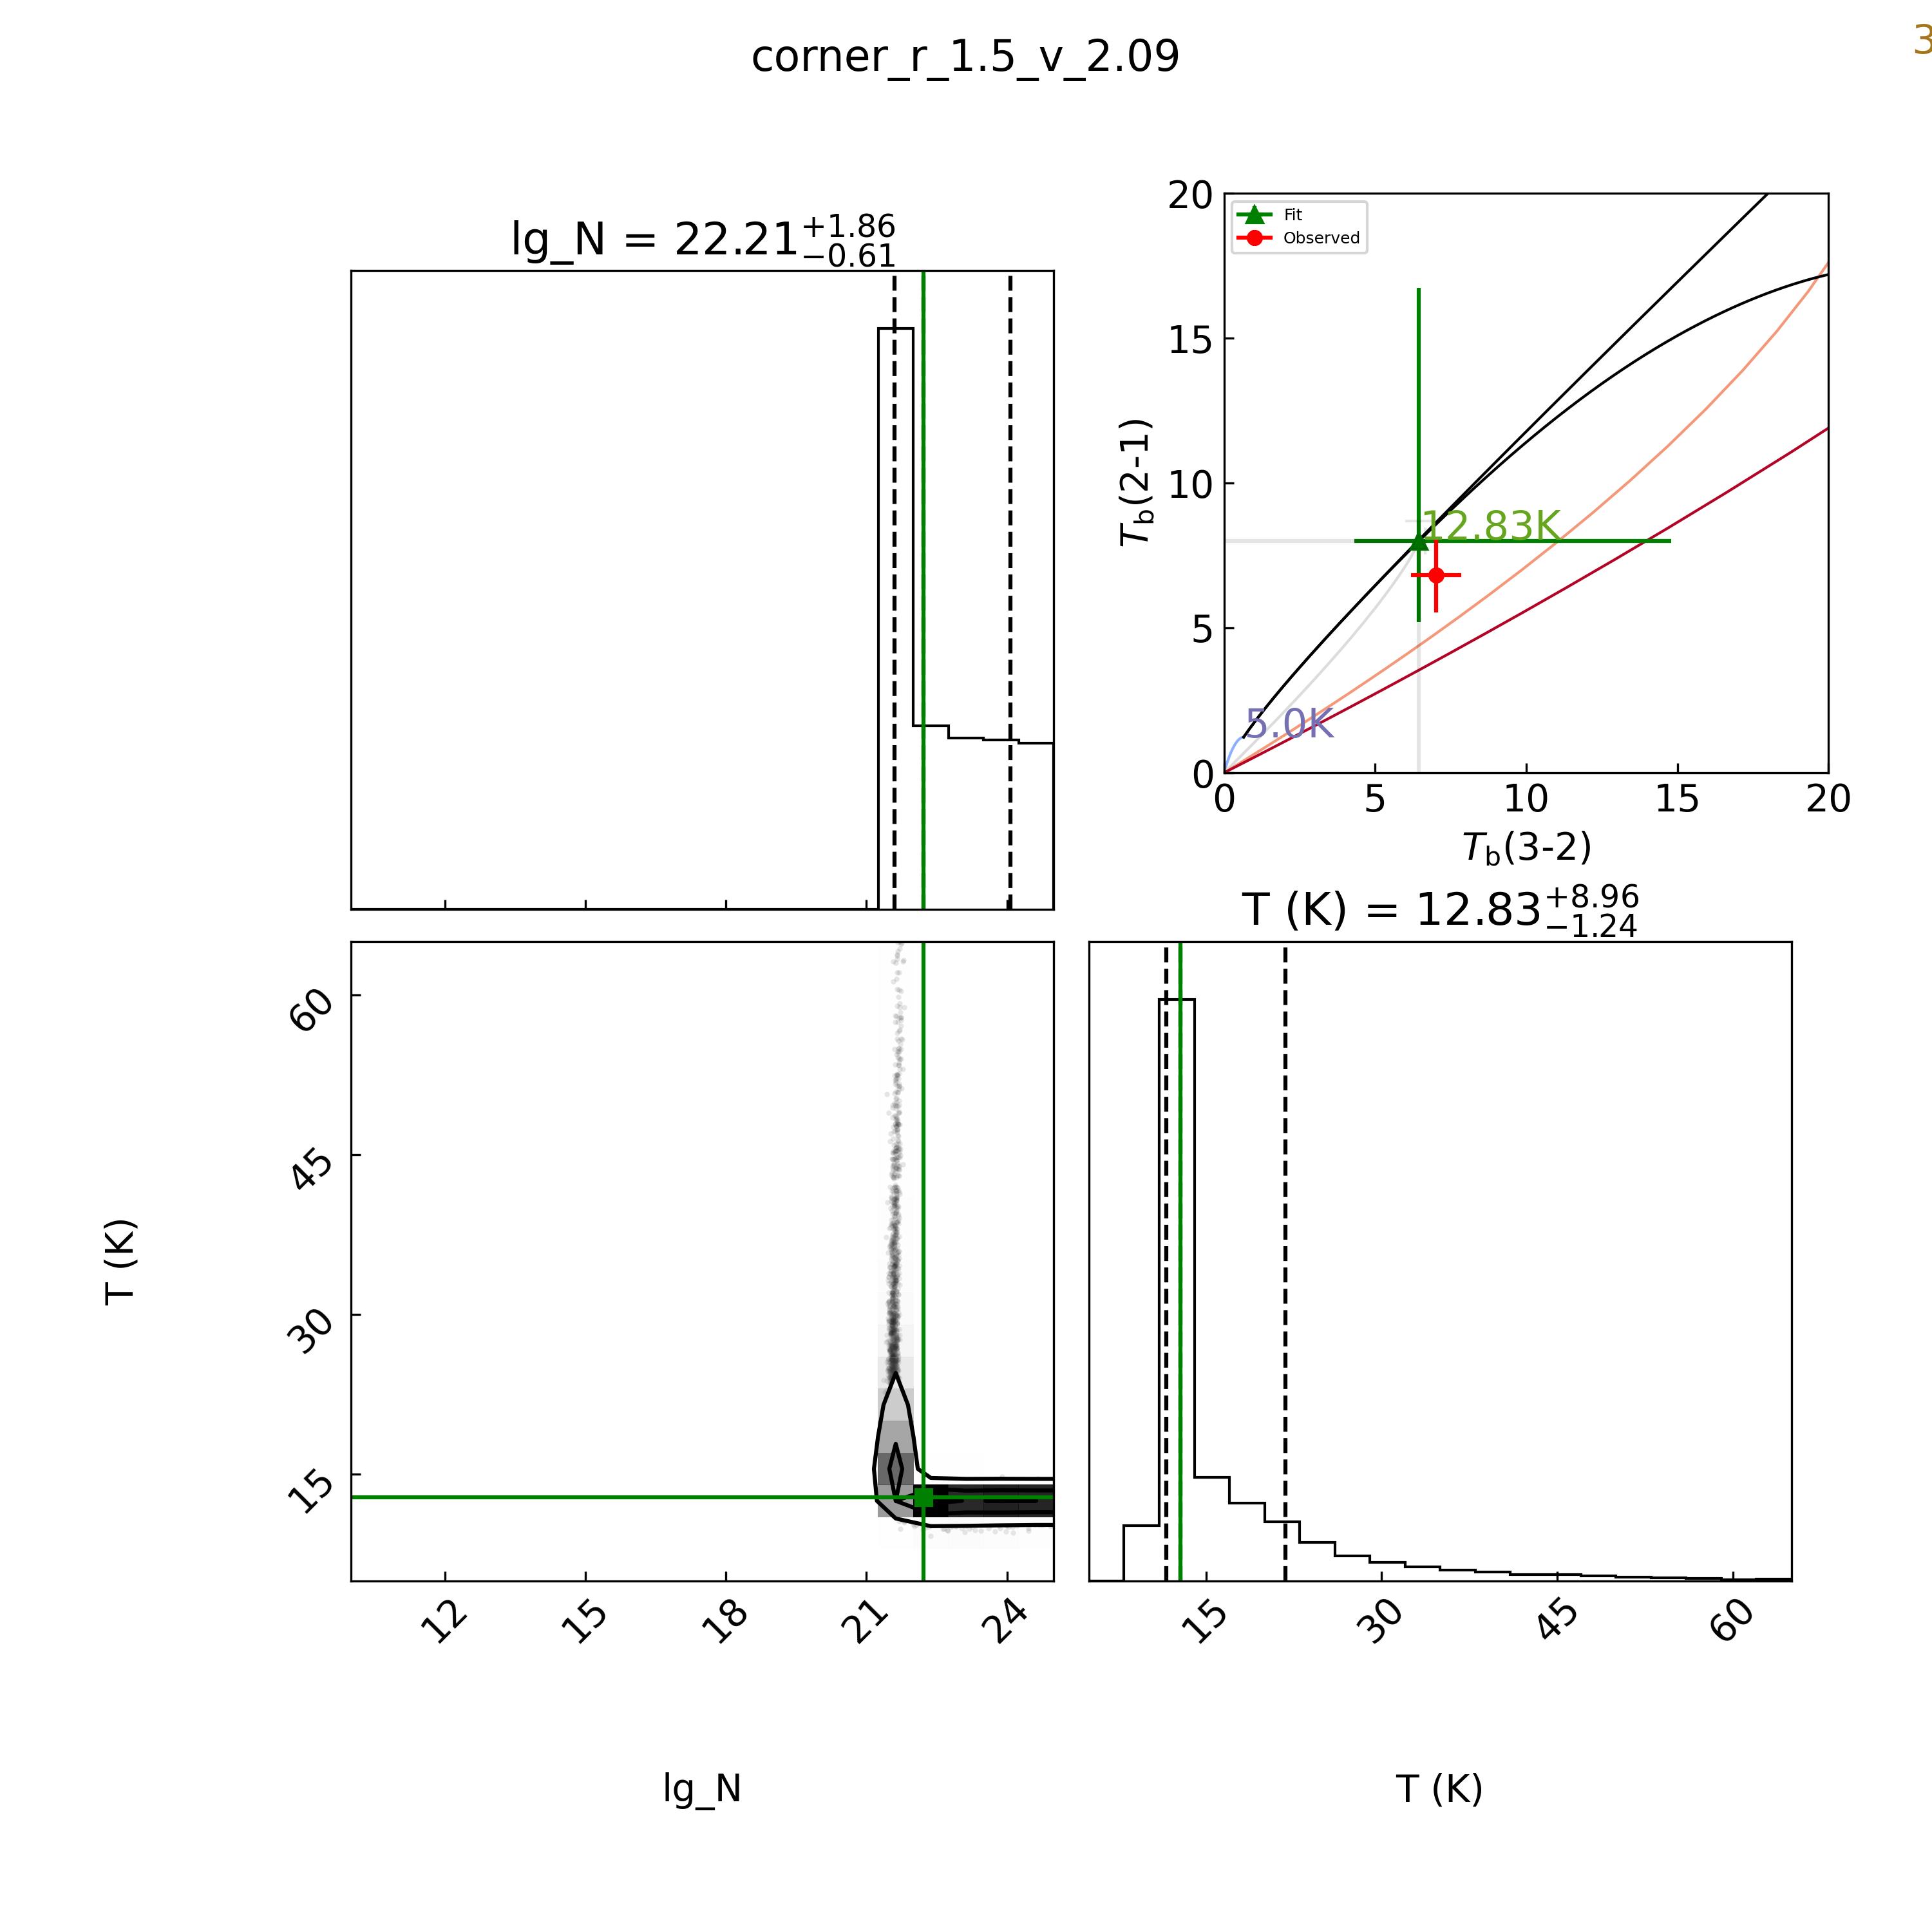 corner_r_1.5_v_2.09
3
lg_N = 22.21 +1.86 −0.61
20
15
10
5
0
T_b(2-1)
Fit
Observed
12.83K
5.0K
0 5 10 15 20
T_b(3-2)
T (K) = 12.83 +8.96 −1.24
60
45
30
15
T (K)
12 15 18 21 24
lg_N
15 30 45 60
T (K)